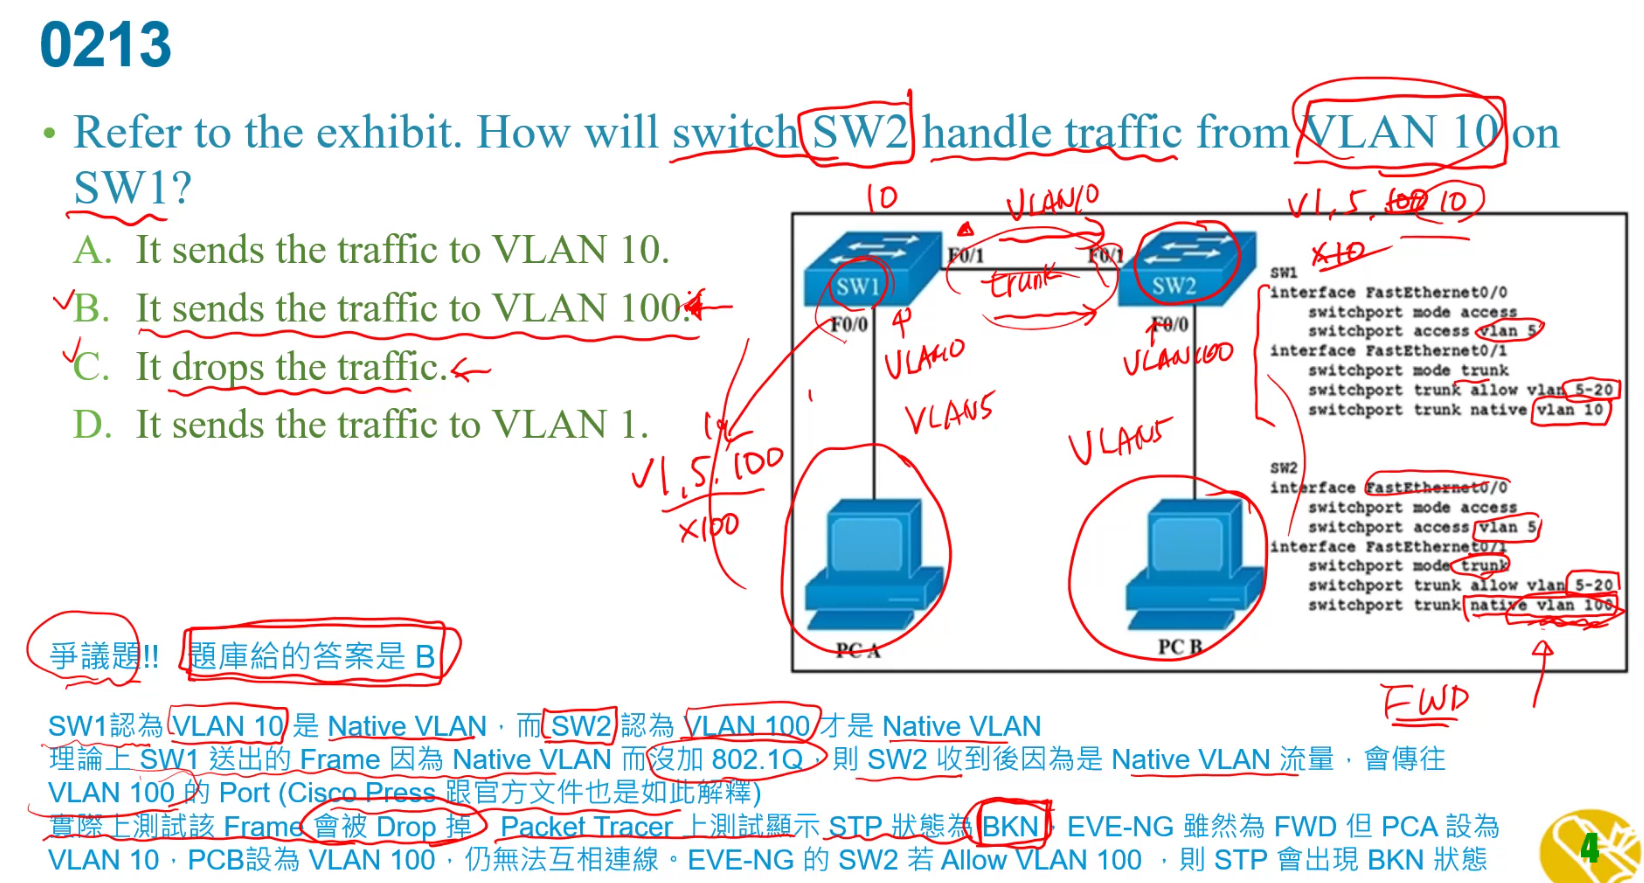 0213
• Refer to the exhibit. How will switch SW2 handle traffic from VLAN 10 on
SW1?
A. It sends the traffic to VLAN 10.
B. It sends the traffic to VLAN 100.
C. It drops the traffic.
D. It sends the traffic to VLAN 1.
10
VLAN10
V1, 5, 100 10
x10
F0/1
F0/1
trunk
SW1
SW2
F0/0
F0/0
VLAN10
VLAN100
VLAN5
VLAN5
10
V1, 5, 100
x100
PC A
PC B
SW1
interface FastEthernet0/0
switchport mode access
switchport access vlan 5
interface FastEthernet0/1
switchport mode trunk
switchport trunk allow vlan 5-20
switchport trunk native vlan 10
SW2
interface FastEthernet0/0
switchport mode access
switchport access vlan 5
interface FastEthernet0/1
switchport mode trunk
switchport trunk allow vlan 5-20
switchport trunk native vlan 100
FWD
爭議題!! 題庫給的答案是 B
SW1認為 VLAN 10 是 Native VLAN，而 SW2 認為 VLAN 100 才是 Native VLAN
理論上 SW1 送出的 Frame 因為 Native VLAN 而沒加 802.1Q，則 SW2 收到後因為是 Native VLAN 流量，會傳往
VLAN 100 的 Port (Cisco Press 跟官方文件也是如此解釋)
實際上測試該 Frame 會被 Drop 掉，Packet Tracer 上測試顯示 STP 狀態為 BKN，EVE-NG 雖然為 FWD 但 PCA 設為
VLAN 10，PCB設為 VLAN 100，仍無法互相連線。EVE-NG 的 SW2 若 Allow VLAN 100 ，則 STP 會出現 BKN 狀態
4